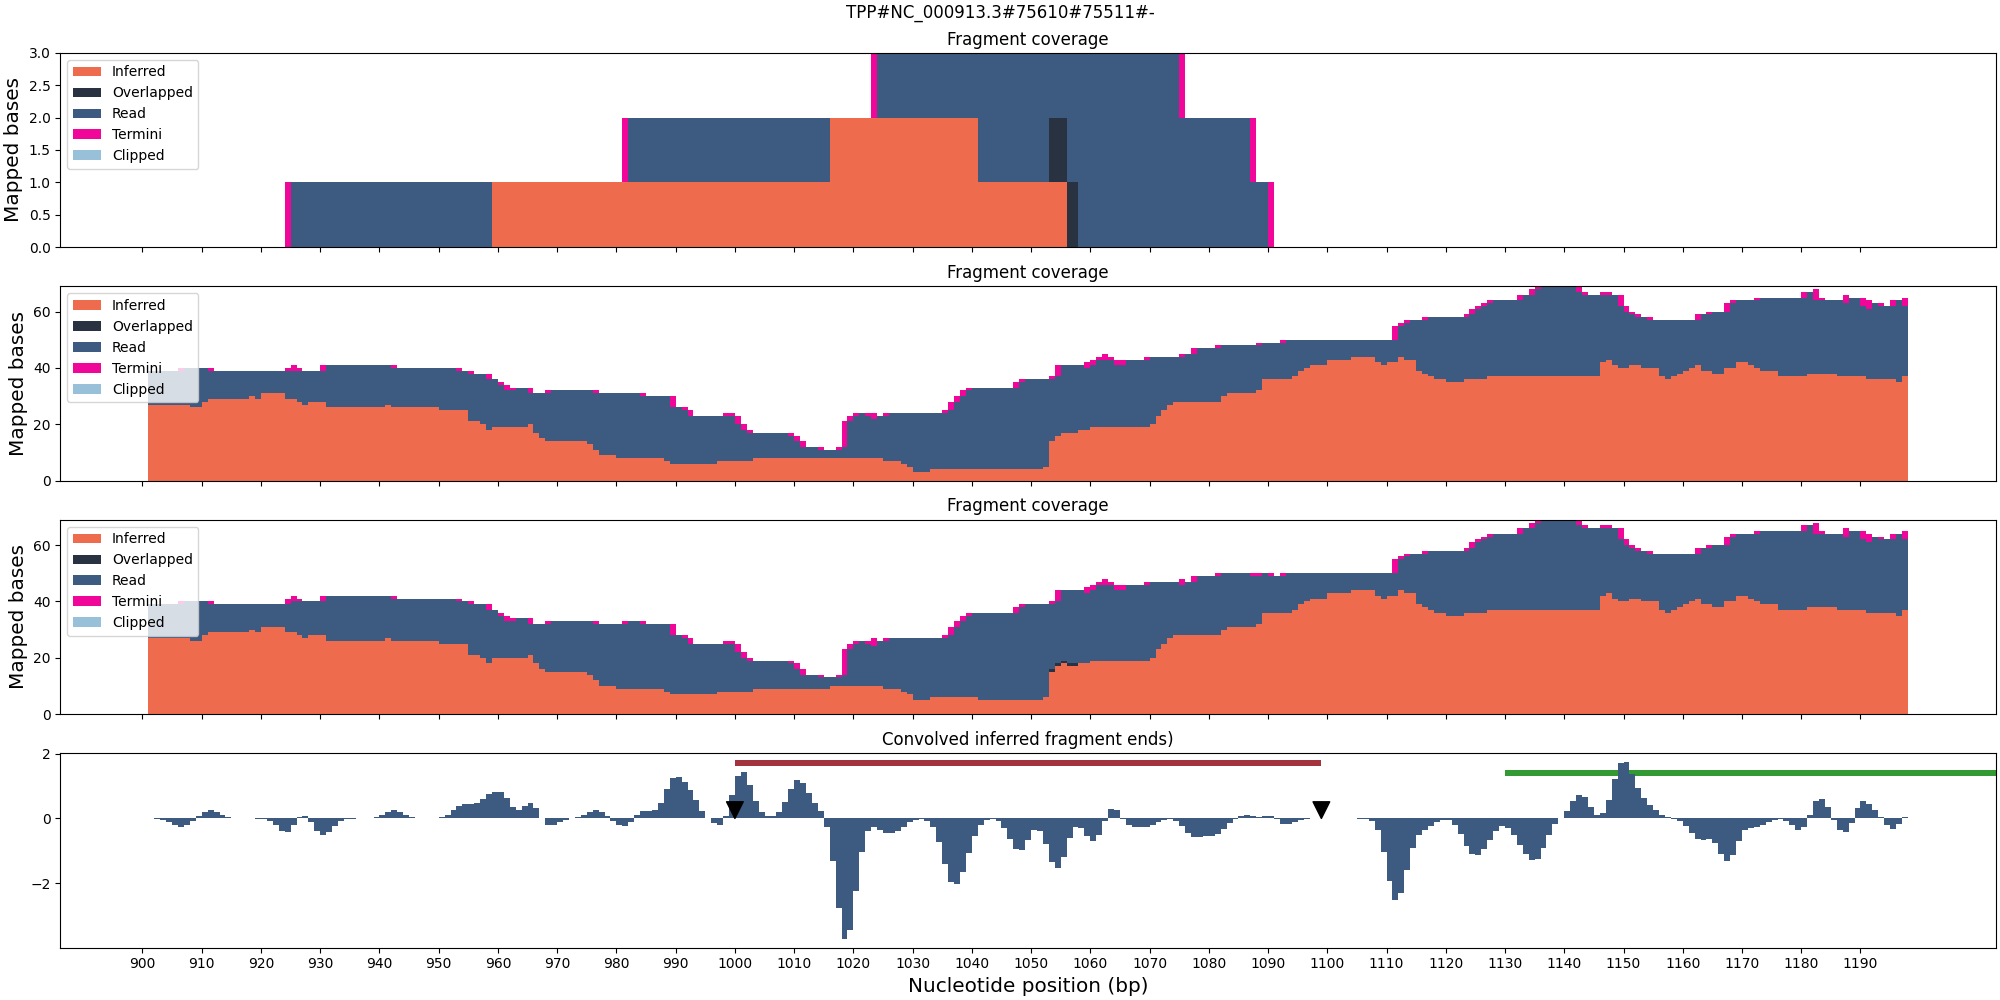 TPP#NC_000913.3#75610#75511#-
Fragment coverage
Mapped bases
3.0
2.5
2.0
1.5
1.0
0.5
0.0
Inferred
Overlapped
Read
Termini
Clipped
Fragment coverage
Mapped bases
60
40
20
0
Inferred
Overlapped
Read
Termini
Clipped
Fragment coverage
Mapped bases
60
40
20
0
Inferred
Overlapped
Read
Termini
Clipped
Convolved inferred fragment ends)
2
0
−2
900 910 920 930 940 950 960 970 980 990 1000 1010 1020 1030 1040 1050 1060 1070 1080 1090 1100 1110 1120 1130 1140 1150 1160 1170 1180 1190
Nucleotide position (bp)